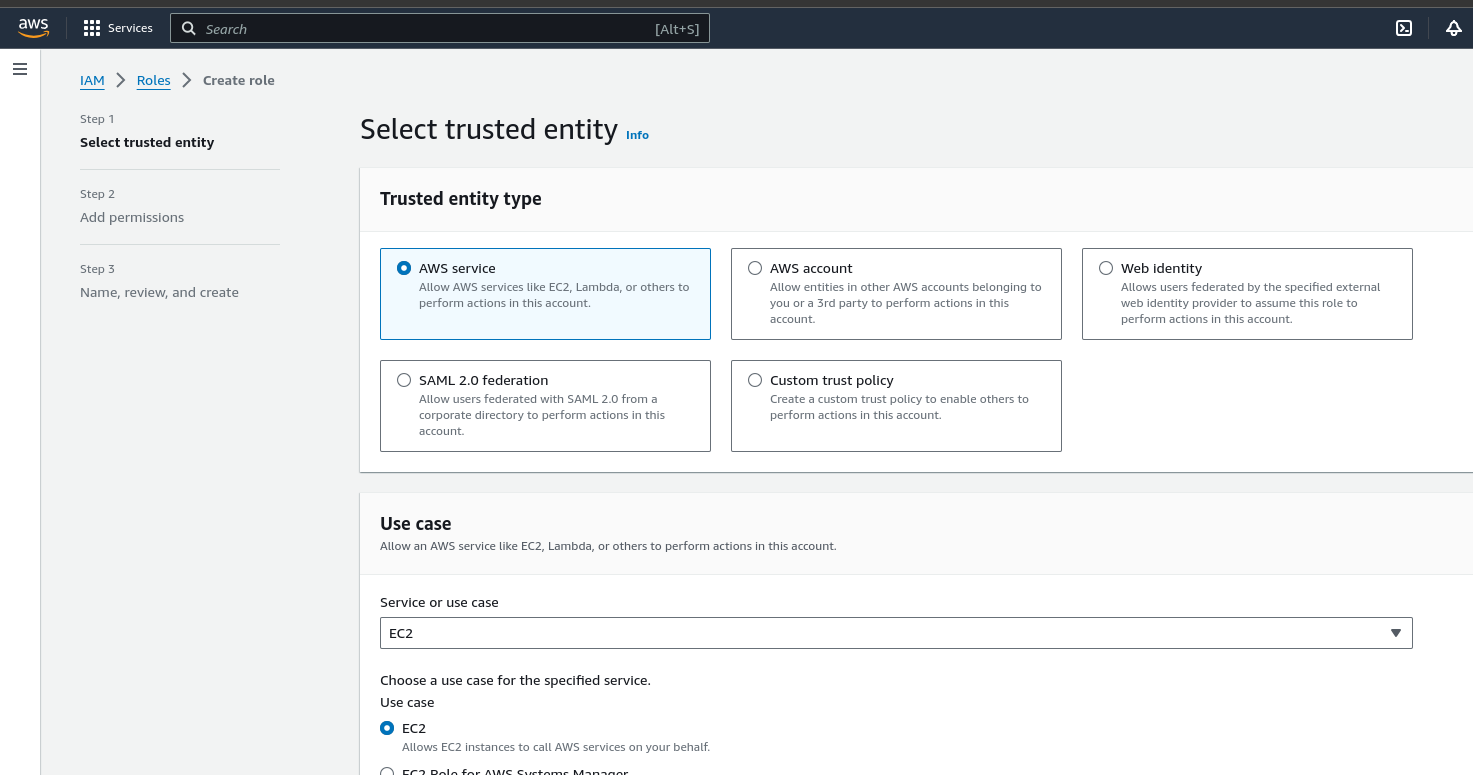 aws
Services
Search
[Alt+S]
IAM
Roles
Create role
Step 1
Select trusted entity
Step 2
Add permissions
Step 3
Name, review, and create
Select trusted entity Info
Trusted entity type
AWS service
Allow AWS services like EC2, Lambda, or others to
perform actions in this account.
AWS account
Allow entities in other AWS accounts belonging to
you or a 3rd party to perform actions in this
account.
Web identity
Allows users federated by the specified external
web identity provider to assume this role to
perform actions in this account.
SAML 2.0 federation
Allow users federated with SAML 2.0 from a
corporate directory to perform actions in this
account.
Custom trust policy
Create a custom trust policy to enable others to
perform actions in this account.
Use case
Allow an AWS service like EC2, Lambda, or others to perform actions in this account.
Service or use case
EC2
Choose a use case for the specified service.
Use case
EC2
Allows EC2 instances to call AWS services on your behalf.
EC2 Role for AWS Systems Manager